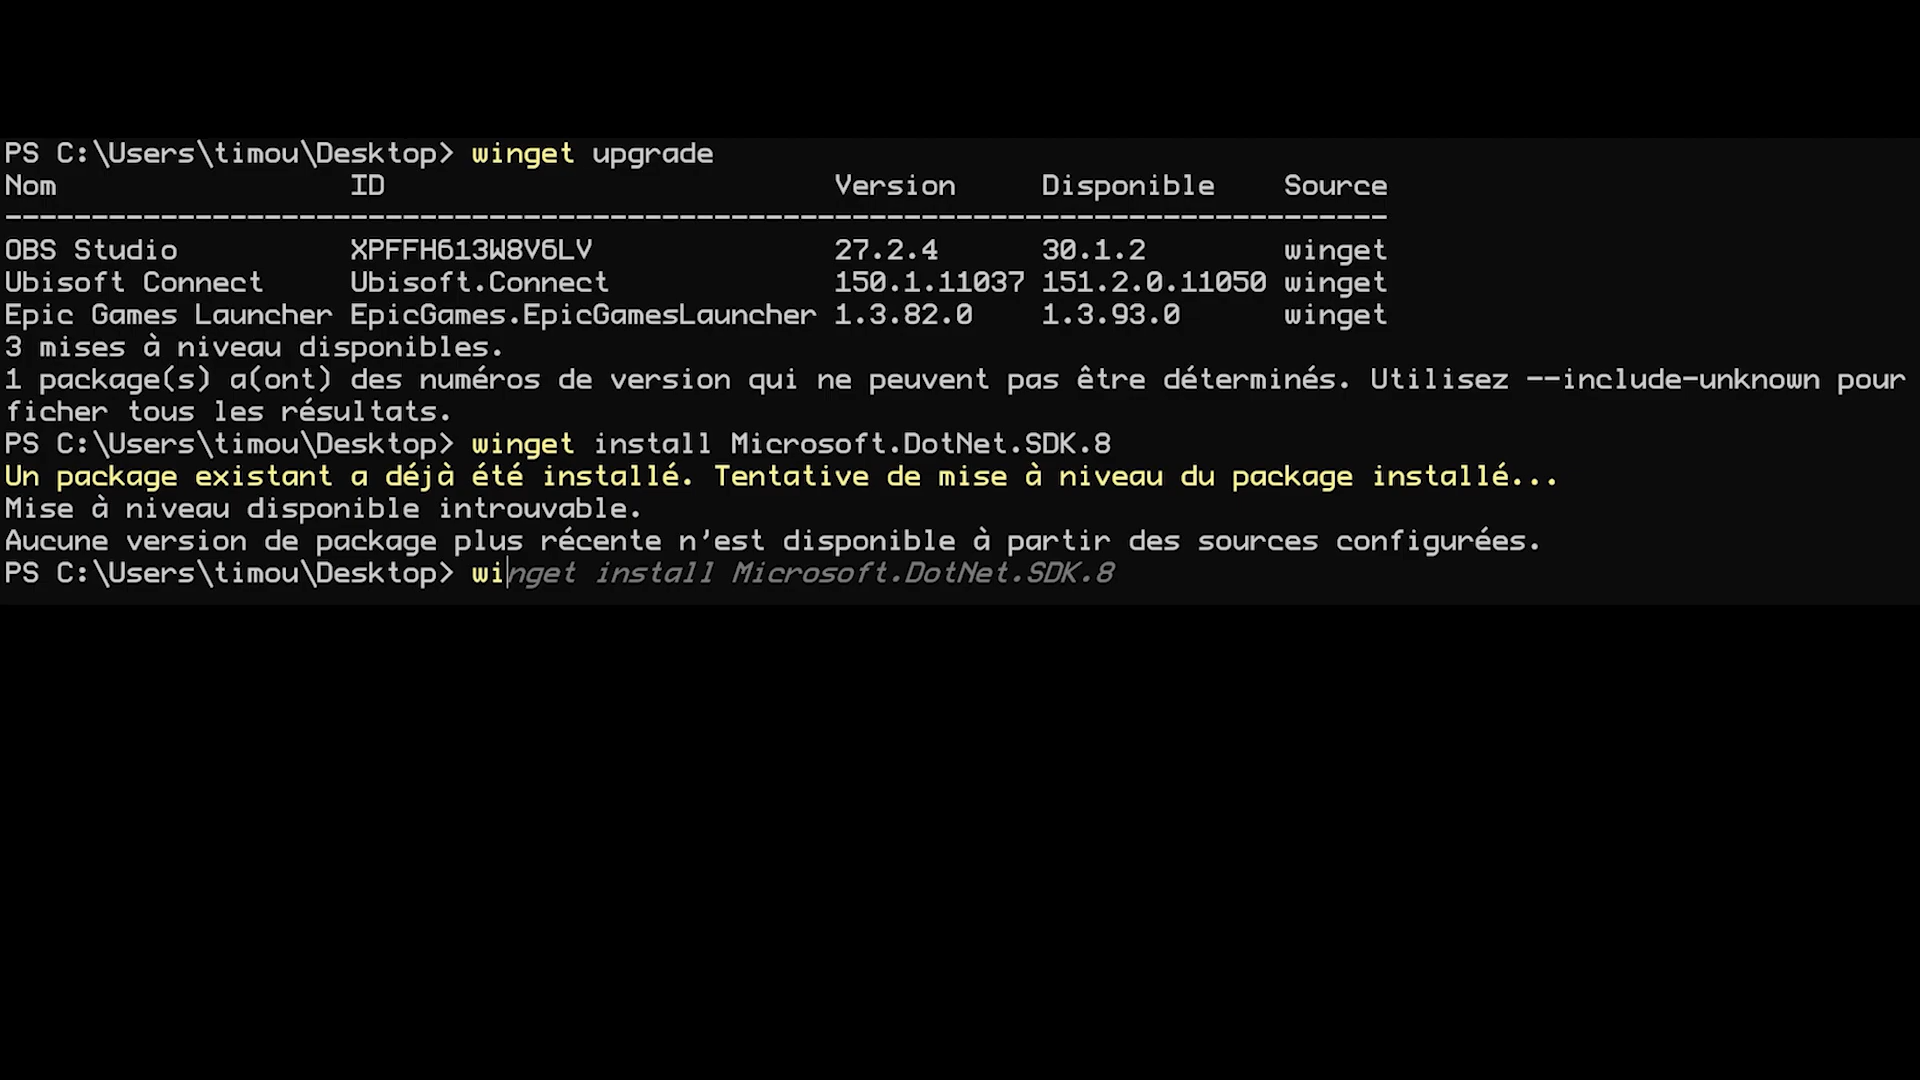 PS C:\Users\timou\Desktop> winget upgrade
Nom ID Version Disponible Source
--------------------------------------------------------------------------------
OBS Studio XPFFH613W8V6LV 27.2.4 30.1.2 winget
Ubisoft Connect Ubisoft.Connect 150.1.11037 151.2.0.11050 winget
Epic Games Launcher EpicGames.EpicGamesLauncher 1.3.82.0 1.3.93.0 winget
3 mises à niveau disponibles.
1 package(s) a(ont) des numéros de version qui ne peuvent pas être déterminés. Utilisez --include-unknown pour
ficher tous les résultats.
PS C:\Users\timou\Desktop> winget install Microsoft.DotNet.SDK.8
Un package existant a déjà été installé. Tentative de mise à niveau du package installé...
Mise à niveau disponible introuvable.
Aucune version de package plus récente n'est disponible à partir des sources configurées.
PS C:\Users\timou\Desktop> winget install Microsoft.DotNet.SDK.8